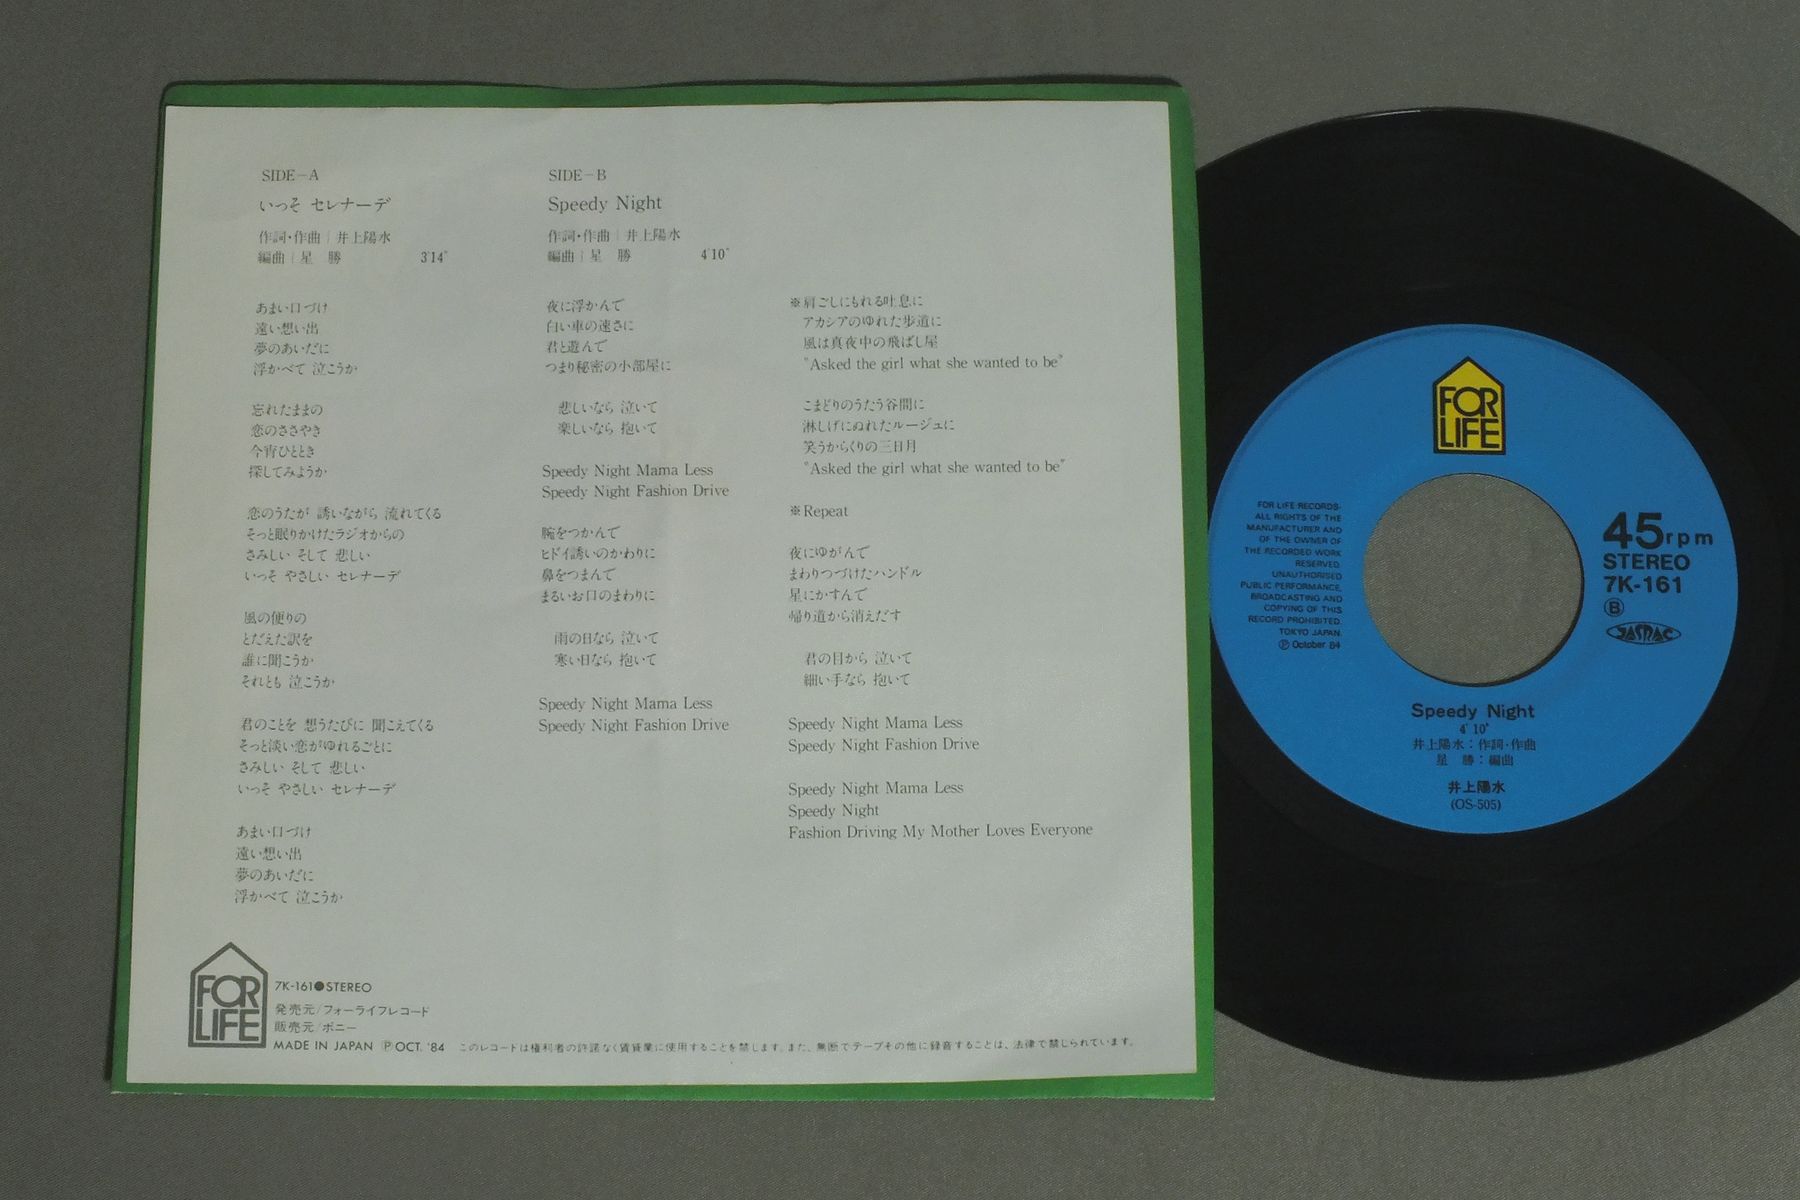 SIDE-A
いっそ セレナーデ
作詞・作曲｜井上陽水
編曲｜星 勝 3'14"
あまい口づけ
遠い想い出
夢のあいだに
浮かべて 泣こうか
忘れたままの
恋のささやき
今宵ひととき
探してみようか
恋のうたが 誘いながら 流れてくる
そっと眠りかけたラジオからの
さみしい そして 悲しい
いっそ やさしい セレナーデ
風の便りの
とだえた訳を
誰に聞こうか
それとも 泣こうか
君のことを 想うたびに 聞こえてくる
そっと淡い恋がゆれるごとに
さみしい そして 悲しい
いっそ やさしい セレナーデ
あまい口づけ
遠い想い出
夢のあいだに
浮かべて 泣こうか
SIDE-B
Speedy Night
作詞・作曲｜井上陽水
編曲｜星 勝 4'10"
夜に浮かんで
白い車の速さに
君と遊んで
つまり秘密の小部屋に
悲しいなら 泣いて
楽しいなら 抱いて
Speedy Night Mama Less
Speedy Night Fashion Drive
腕をつかんで
ヒドイ誘いのかわりに
鼻をつまんで
まるいお口のまわりに
雨の日なら 泣いて
寒い日なら 抱いて
Speedy Night Mama Less
Speedy Night Fashion Drive
※肩ごしにもれる吐息に
アカシアのゆれた歩道に
風は真夜中の飛ばし屋
"Asked the girl what she wanted to be"
こまどりのうたう谷間に
淋しげにぬれたルージュに
笑うからくりの三日月
"Asked the girl what she wanted to be"
※Repeat
夜にゆがんで
まわりつづけたハンドル
星にかすんで
帰り道から消えだす
君の目から 泣いて
細い手なら 抱いて
Speedy Night Mama Less
Speedy Night Fashion Drive
Speedy Night Mama Less
Speedy Night
Fashion Driving My Mother Loves Everyone
FOR
LIFE
7K-161●STEREO
発売元/フォーライフレコード
販売元/ポニー
MADE IN JAPAN ⓅOCT. '84 このレコードは権利者の許諾なく賃貸業に使用することを禁じます。また、無断でテープその他に録音することは、法律で禁じられています。
FOR
LIFE
FOR LIFE RECORDS·
ALL RIGHTS OF THE
MANUFACTURER AND
OF THE OWNER OF
THE RECORDED WORK
RESERVED.
UNAUTHORISED
PUBLIC PERFORMANCE,
BROADCASTING AND
COPYING OF THIS
RECORD PROHIBITED.
TOKYO JAPAN.
Ⓟ October 84
45rpm
STEREO
7K-161
Ⓑ
JASRAC
Speedy Night
4'10"
井上陽水：作詞・作曲
星 勝：編曲
井上陽水
(OS-505)